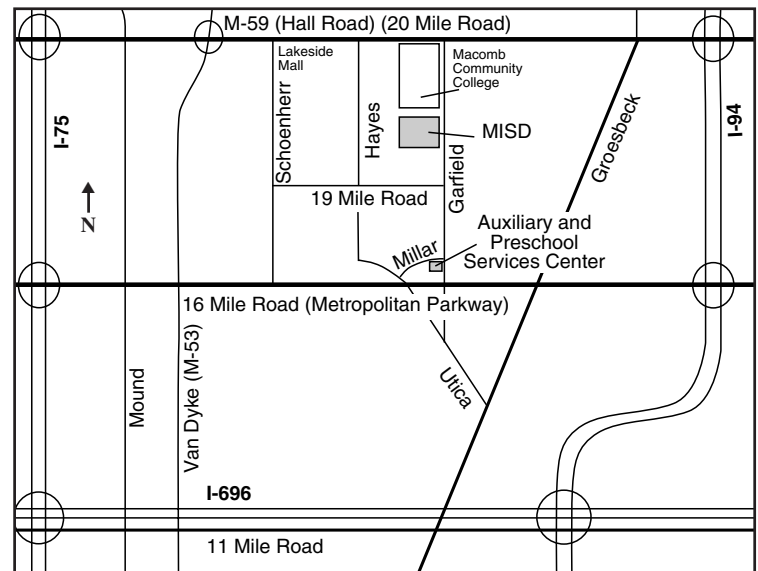 M-59 (Hall Road) (20 Mile Road)
Lakeside
Mall
Macomb
Community
College
I-75
Schoenherr
Hayes
MISD
Garfield
Groesbeck
I-94
N
19 Mile Road
Auxiliary and
Preschool
Services Center
Millar
16 Mile Road (Metropolitan Parkway)
Mound
Van Dyke (M-53)
Utica
I-696
11 Mile Road